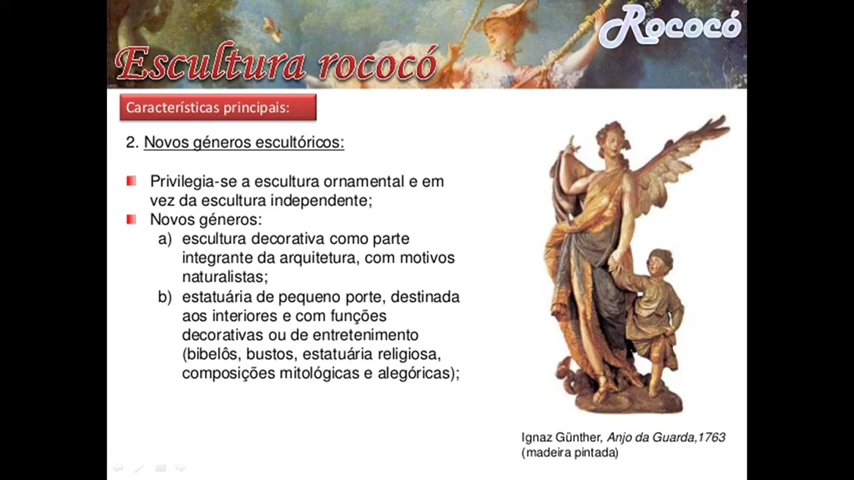 Rococó
Escultura rococó
Características principais:
2. Novos géneros escultóricos:
Privilegia-se a escultura ornamental e em
vez da escultura independente;
Novos géneros:
a) escultura decorativa como parte
integrante da arquitetura, com motivos
naturalistas;
b) estatuária de pequeno porte, destinada
aos interiores e com funções
decorativas ou de entretenimento
(bibelôs, bustos, estatuária religiosa,
composições mitológicas e alegóricas);
Ignaz Günther, Anjo da Guarda,1763
(madeira pintada)